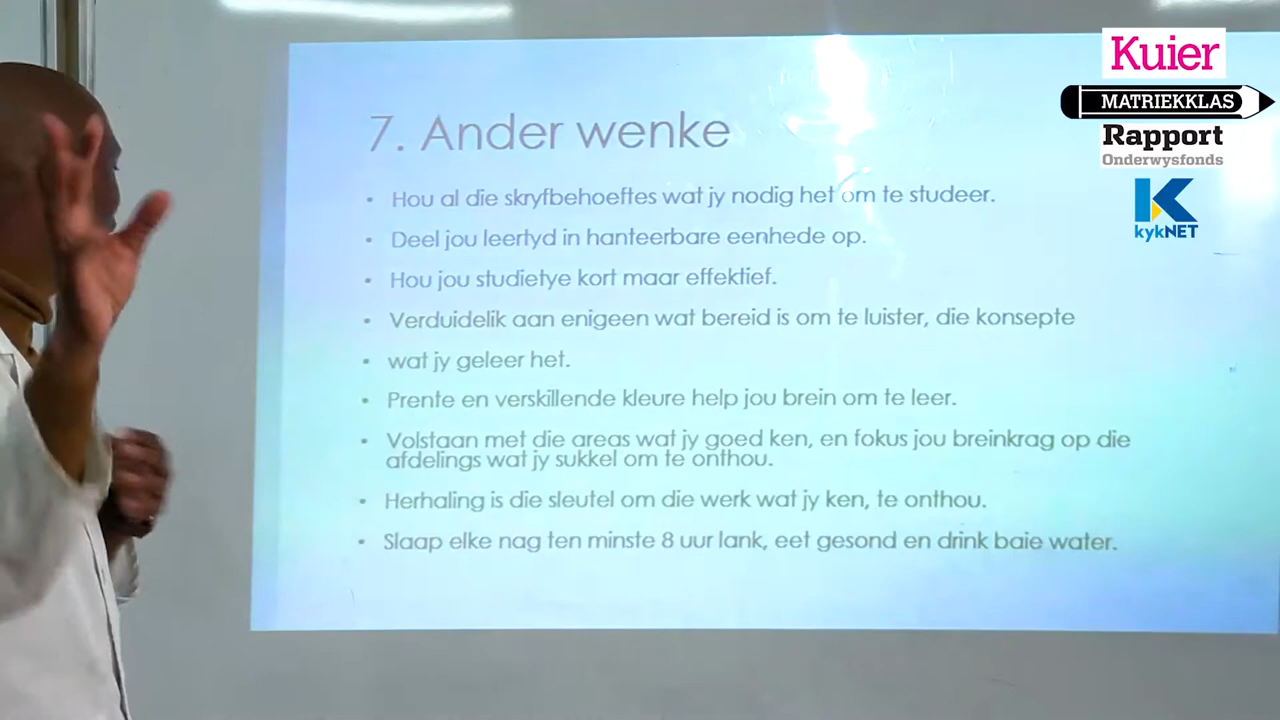 7. Ander wenke
• Hou al die skryfbehoeftes wat jy nodig het om te studeer.
• Deel jou leertyd in hanteerbare eenhede op.
• Hou jou studietye kort maar effektief.
• Verduidelik aan enigeen wat bereid is om te luister, die konsepte
• wat jy geleer het.
• Prente en verskillende kleure help jou brein om te leer.
• Volstaan met die areas wat jy goed ken, en fokus jou breinkrag op die
afdelings wat jy sukkel om te onthou.
• Herhaling is die sleutel om die werk wat jy ken, te onthou.
• Slaap elke nag ten minste 8 uur lank, eet gesond en drink baie water.
Kuier
MATRIEKKLAS
Rapport
Onderwysfonds
K
kykNET